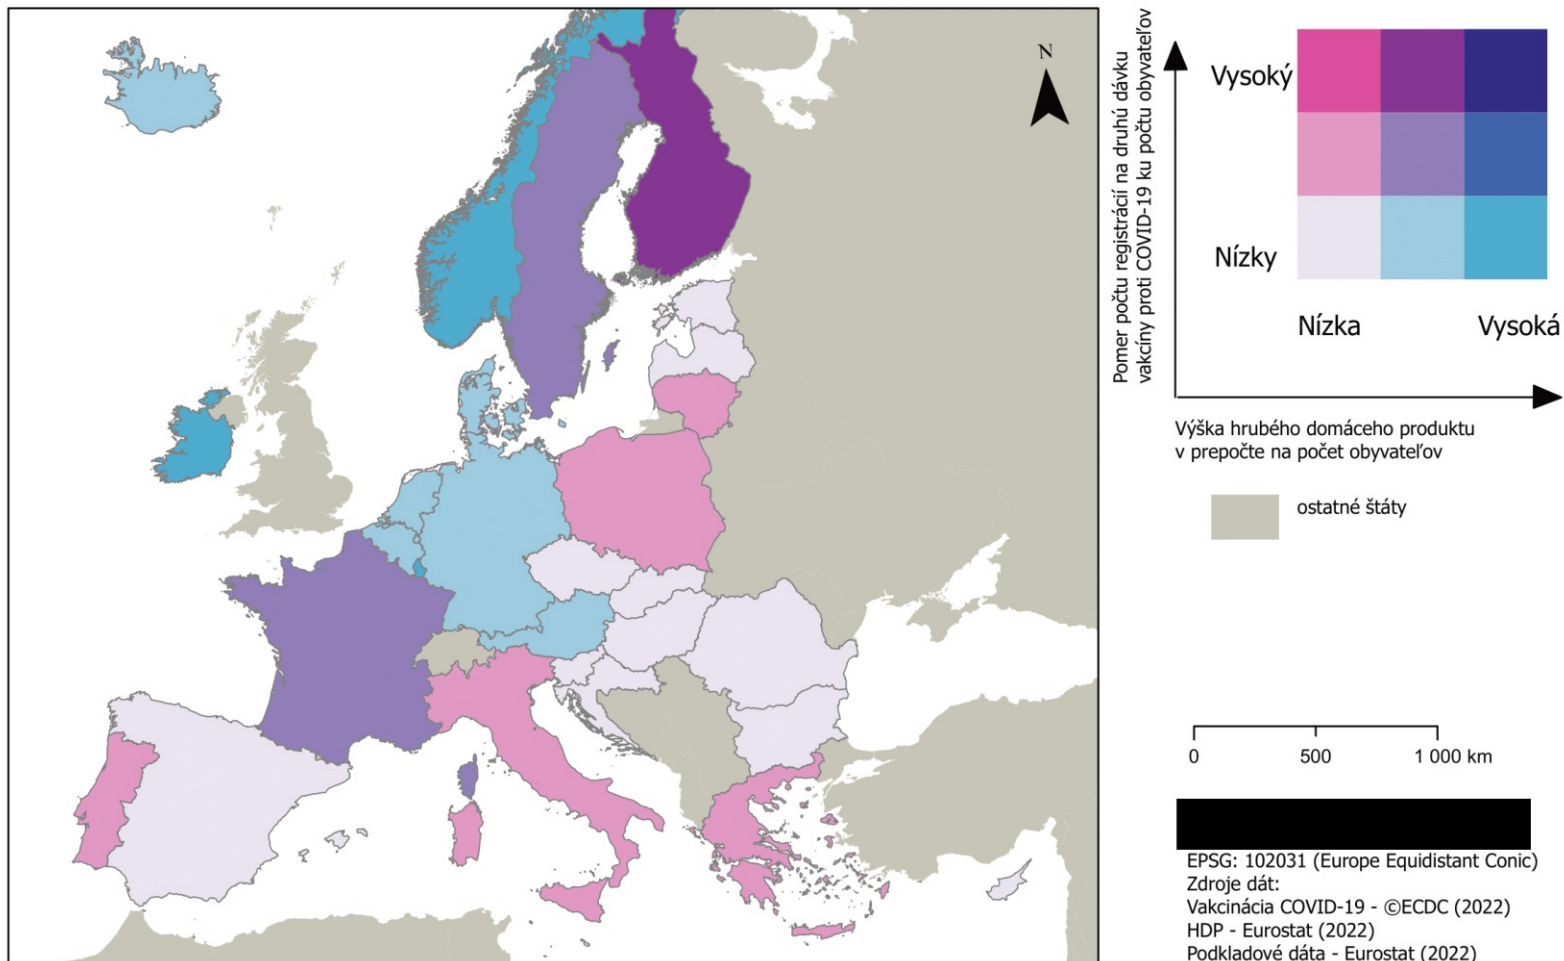 N
Pomer počtu registrácií na druhú dávku
vakcíny proti COVID-19 ku počtu obyvateľov
Vysoký
Nízky
Nízka
Vysoká
Výška hrubého domáceho produktu
v prepočte na počet obyvateľov
ostatné štáty
0
500
1 000 km
EPSG: 102031 (Europe Equidistant Conic)
Zdroje dát:
Vakcinácia COVID-19 - ©ECDC (2022)
HDP - Eurostat (2022)
Podkladové dáta - Eurostat (2022)